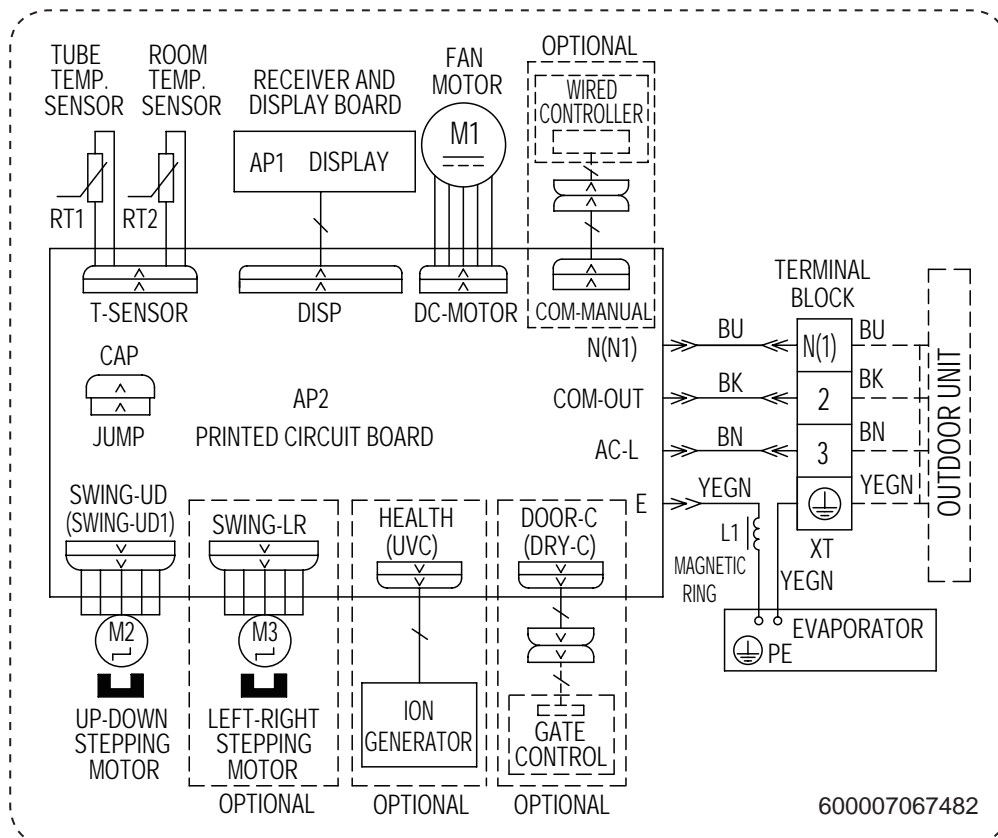 TUBE
TEMP.
SENSOR
ROOM
TEMP.
SENSOR
RECEIVER AND
DISPLAY BOARD
FAN
MOTOR
OPTIONAL
WIRED
CONTROLLER
AP1 DISPLAY
M1
RT1
RT2
T-SENSOR
DISP
DC-MOTOR
COM-MANUAL
TERMINAL
BLOCK
N(N1)
BU
N(1)
BU
CAP
JUMP
AP2
PRINTED CIRCUIT BOARD
COM-OUT
BK
2
BK
AC-L
BN
3
BN
E
YEGN
YEGN
OUTDOOR UNIT
L1
MAGNETIC
RING
XT
YEGN
EVAPORATOR
PE
SWING-UD
(SWING-UD1)
SWING-LR
HEALTH
(UVC)
DOOR-C
(DRY-C)
M2
M3
UP-DOWN
STEPPING
MOTOR
LEFT-RIGHT
STEPPING
MOTOR
ION
GENERATOR
GATE
CONTROL
OPTIONAL
OPTIONAL
OPTIONAL
600007067482